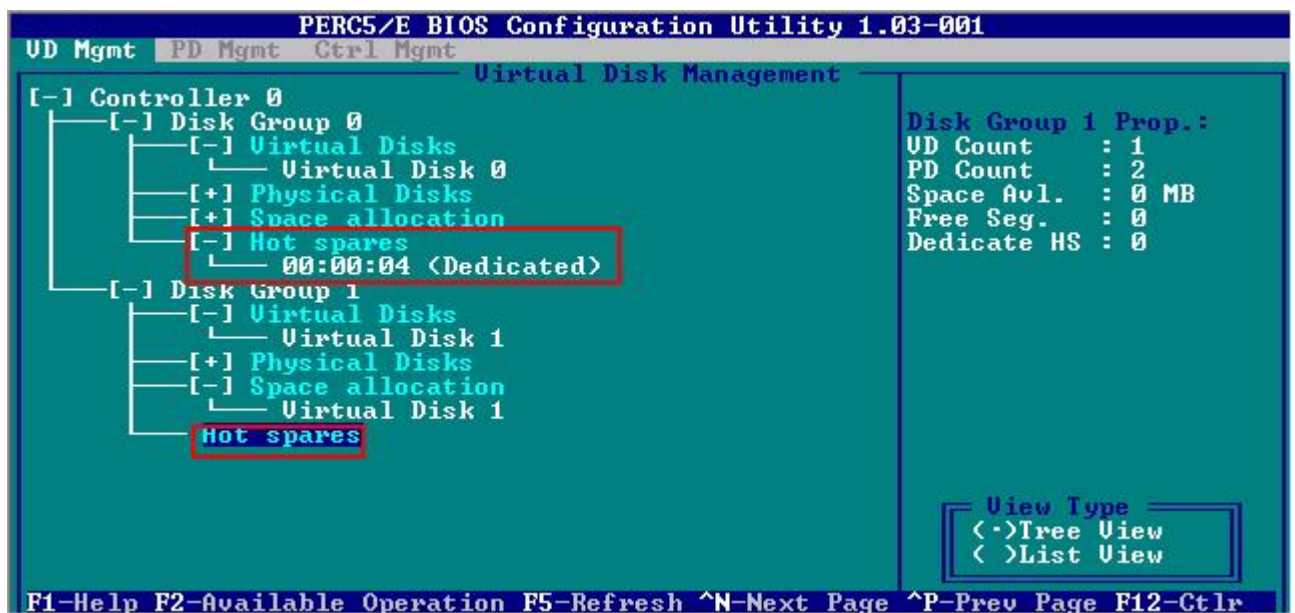 PERC5/E BIOS Configuration Utility 1.03-001
VD Mgmt PD Mgmt Ctrl Mgmt
Virtual Disk Management
[-] Controller 0
[-] Disk Group 0
[-] Virtual Disks
Virtual Disk 0
[+] Physical Disks
[+] Space allocation
[-] Hot spares
00:00:04 (Dedicated)
[-] Disk Group 1
[-] Virtual Disks
Virtual Disk 1
[+] Physical Disks
[-] Space allocation
Virtual Disk 1
Hot spares
Disk Group 1 Prop.:
VD Count : 1
PD Count : 2
Space Avl. : 0 MB
Free Seg. : 0
Dedicate HS : 0
View Type
(·)Tree View
( )List View
F1-Help F2-Available Operation F5-Refresh ^N-Next Page ^P-Prev Page F12-Ctlr